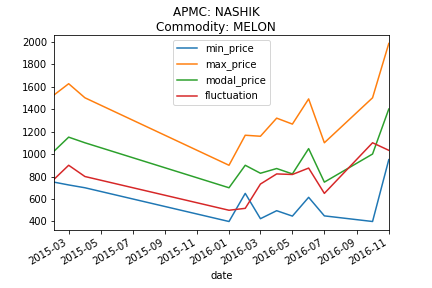 APMC: NASHIK
Commodity: MELON
min_price
max_price
modal_price
fluctuation
2000
1800
1600
1400
1200
1000
800
600
400
2015-03
2015-05
2015-07
2015-09
2015-11
2016-01
2016-03
2016-05
2016-07
2016-09
2016-11
date